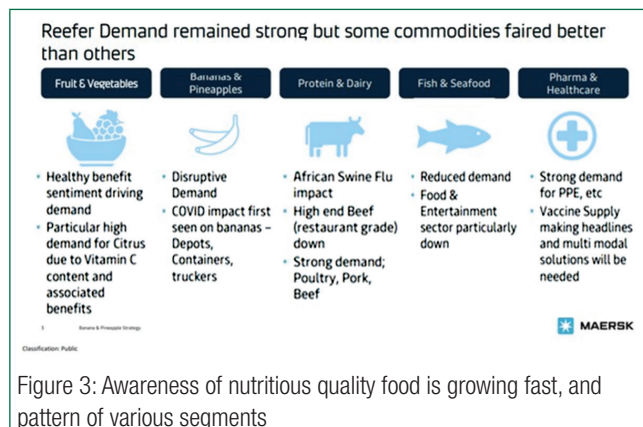 Reefer Demand remained strong but some commodities faired better
than others
Fruit & Vegetables
Bananas &
Pineapples
Protein & Dairy
Fish & Seafood
Pharma &
Healthcare
• Healthy benefit
sentiment driving
demand
• Particular high
demand for Citrus
due to Vitamin C
content and
associated
benefits
• Disruptive
Demand
• COVID impact first
seen on bananas –
Depots,
Containers,
truckers
• African Swine Flu
impact
• High end Beef
(restaurant grade)
down
• Strong demand;
Poultry, Pork,
Beef
• Reduced demand
• Food &
Entertainment
sector particularly
down
• Strong demand
for PPE, etc
• Vaccine Supply
making headlines
and multi modal
solutions will be
needed
3 Banana & Pineapple Strategy
MAERSK
Classification: Public
Figure 3: Awareness of nutritious quality food is growing fast, and
pattern of various segments